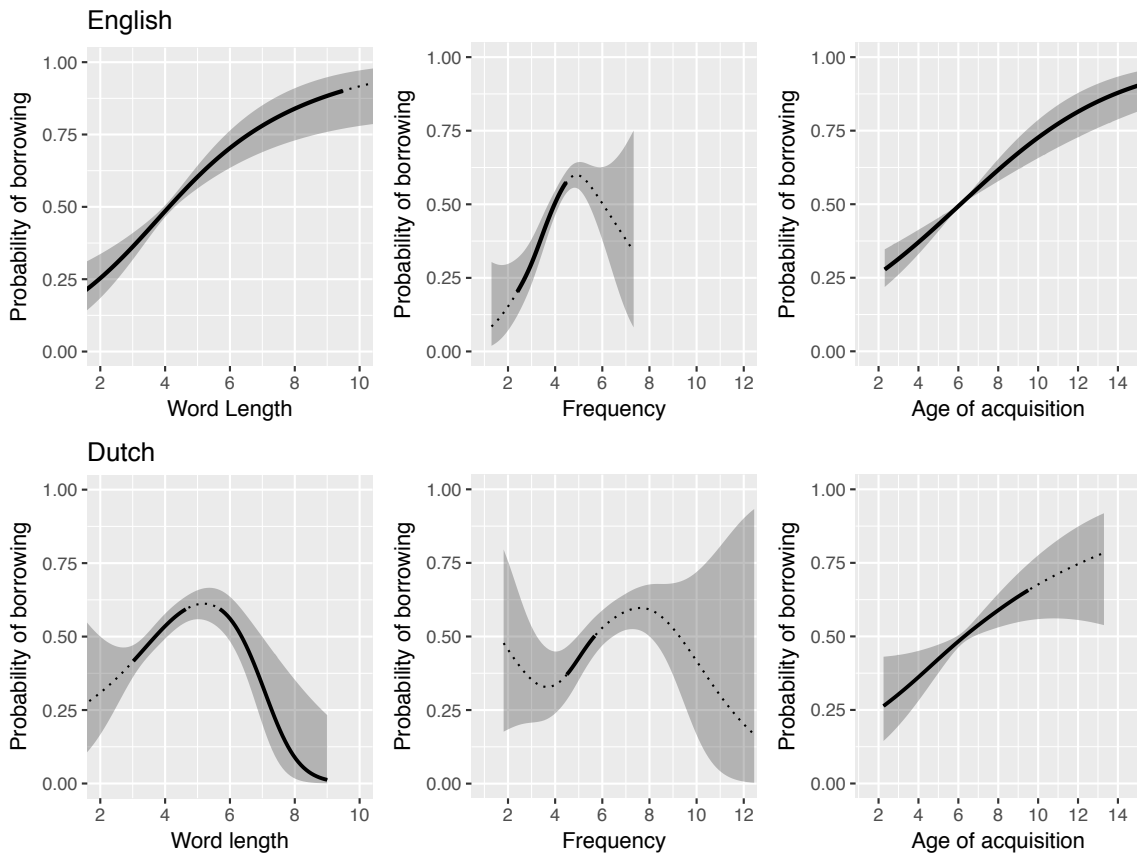 English
Probability of borrowing
1.00
0.75
0.50
0.25
0.00
2 4 6 8 10
Word Length
Probability of borrowing
1.00
0.75
0.50
0.25
0.00
2 4 6 8 10 12
Frequency
Probability of borrowing
1.00
0.75
0.50
0.25
0.00
2 4 6 8 10 12 14
Age of acquisition
Dutch
Probability of borrowing
1.00
0.75
0.50
0.25
0.00
2 4 6 8 10
Word length
Probability of borrowing
1.00
0.75
0.50
0.25
0.00
2 4 6 8 10 12
Frequency
Probability of borrowing
1.00
0.75
0.50
0.25
0.00
2 4 6 8 10 12 14
Age of acquisition